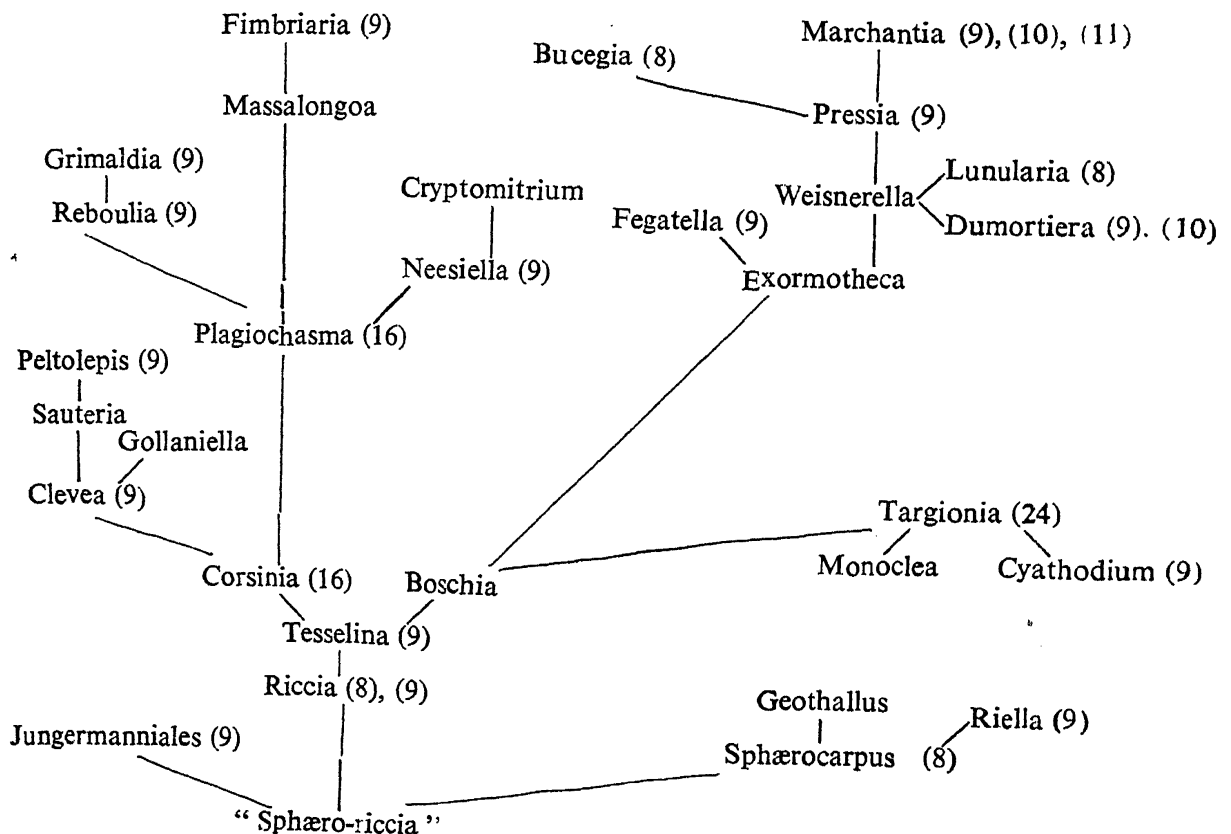 Fimbriaria (9)
Marchantia (9), (10), (11)
Bucegia (8)
Massalongoa
Pressia (9)
Grimaldia (9)
Cryptomitrium
Lunularia (8)
Weisnerella
Reboulia (9)
Fegatella (9)
Dumortiera (9). (10)
Neesiella (9)
Exormotheca
Plagiochasma (16)
Peltolepis (9)
Sauteria
Gollaniella
Clevea (9)
Targionia (24)
Corsinia (16)
Boschia
Monoclea
Cyathodium (9)
Tesselina (9)
Riccia (8), (9)
Geothallus
Riella (9)
Jungermanniales (9)
Sphærocarpus (8)
“ Sphæro-riccia ”